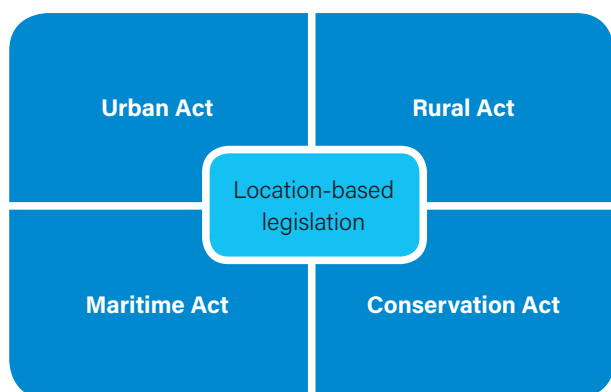 Urban Act
Rural Act
Location-based
legislation
Maritime Act
Conservation Act